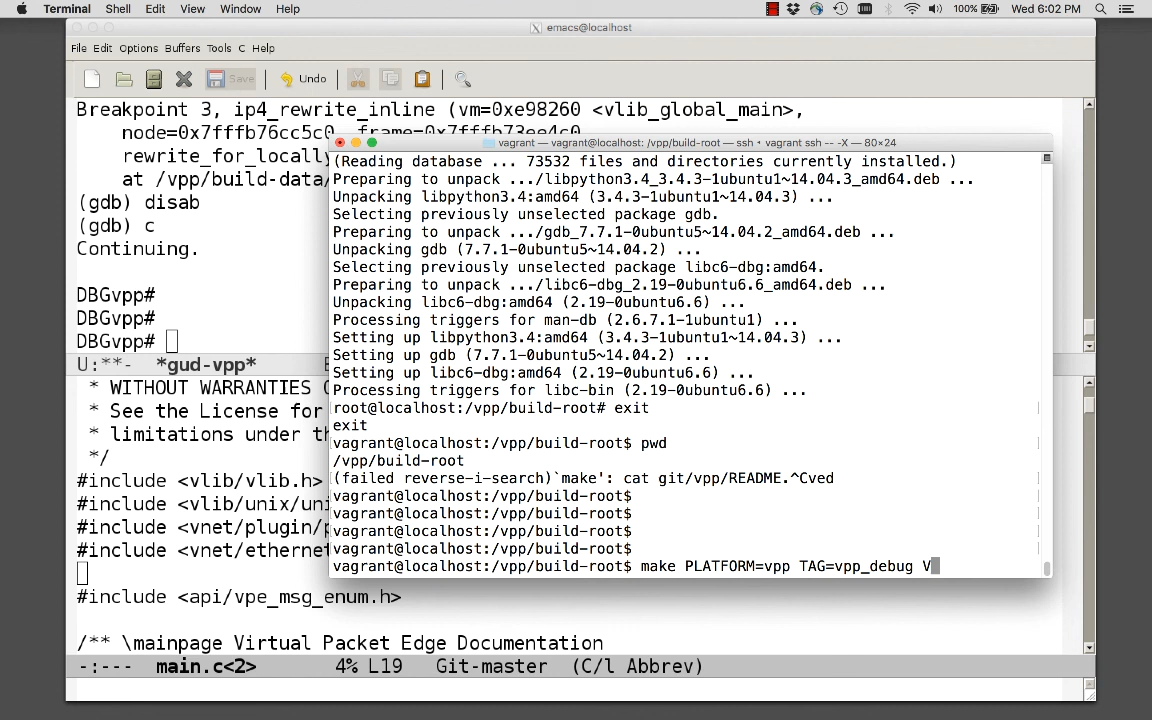 Terminal Shell Edit View Window Help 100% Wed 6:02 PM
emacs@localhost
File Edit Options Buffers Tools C Help
Save Undo
Breakpoint 3, ip4_rewrite_inline (vm=0xe98260 <vlib_global_main>,
node=0x7fffb76cc5c0, frame=0x7fffb73ee4c0
rewrite_for_locally
at /vpp/build-data/
(gdb) disab
(gdb) c
Continuing.
DBGvpp#
DBGvpp#
DBGvpp#
U:**- *gud-vpp*
* WITHOUT WARRANTIES O
* See the License for
* limitations under th
*/
#include <vlib/vlib.h>
#include <vlib/unix/uni
#include <vnet/plugin/p
#include <vnet/ethernet
#include <api/vpe_msg_enum.h>
/** \mainpage Virtual Packet Edge Documentation
-:--- main.c<2> 4% L19 Git-master (C/l Abbrev)
vagrant — vagrant@localhost: /vpp/build-root — ssh • vagrant ssh -- -X — 80×24
(Reading database ... 73532 files and directories currently installed.)
Preparing to unpack .../libpython3.4_3.4.3-1ubuntu1~14.04.3_amd64.deb ...
Unpacking libpython3.4:amd64 (3.4.3-1ubuntu1~14.04.3) ...
Selecting previously unselected package gdb.
Preparing to unpack .../gdb_7.7.1-0ubuntu5~14.04.2_amd64.deb ...
Unpacking gdb (7.7.1-0ubuntu5~14.04.2) ...
Selecting previously unselected package libc6-dbg:amd64.
Preparing to unpack .../libc6-dbg_2.19-0ubuntu6.6_amd64.deb ...
Unpacking libc6-dbg:amd64 (2.19-0ubuntu6.6) ...
Processing triggers for man-db (2.6.7.1-1ubuntu1) ...
Setting up libpython3.4:amd64 (3.4.3-1ubuntu1~14.04.3) ...
Setting up gdb (7.7.1-0ubuntu5~14.04.2) ...
Setting up libc6-dbg:amd64 (2.19-0ubuntu6.6) ...
Processing triggers for libc-bin (2.19-0ubuntu6.6) ...
root@localhost:/vpp/build-root# exit
exit
vagrant@localhost:/vpp/build-root$ pwd
/vpp/build-root
(failed reverse-i-search)`make': cat git/vpp/README.^Cved
vagrant@localhost:/vpp/build-root$
vagrant@localhost:/vpp/build-root$
vagrant@localhost:/vpp/build-root$
vagrant@localhost:/vpp/build-root$
vagrant@localhost:/vpp/build-root$ make PLATFORM=vpp TAG=vpp_debug V